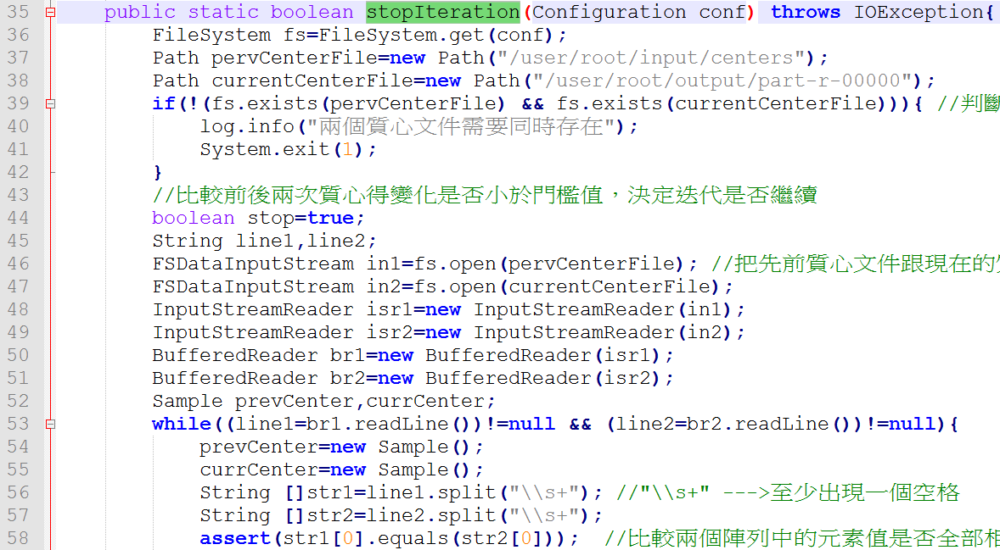 35 public static boolean stopIteration(Configuration conf) throws IOException{
36 FileSystem fs=FileSystem.get(conf);
37 Path pervCenterFile=new Path("/user/root/input/centers");
38 Path currentCenterFile=new Path("/user/root/output/part-r-00000");
39 if(!(fs.exists(pervCenterFile) && fs.exists(currentCenterFile))){ //判斷
40 log.info("兩個質心文件需要同時存在");
41 System.exit(1);
42 }
43 //比較前後兩次質心得變化是否小於門檻值，決定迭代是否繼續
44 boolean stop=true;
45 String line1,line2;
46 FSDataInputStream in1=fs.open(pervCenterFile); //把先前質心文件跟現在的
47 FSDataInputStream in2=fs.open(currentCenterFile);
48 InputStreamReader isr1=new InputStreamReader(in1);
49 InputStreamReader isr2=new InputStreamReader(in2);
50 BufferedReader br1=new BufferedReader(isr1);
51 BufferedReader br2=new BufferedReader(isr2);
52 Sample prevCenter,currCenter;
53 while((line1=br1.readLine())!=null && (line2=br2.readLine())!=null){
54 prevCenter=new Sample();
55 currCenter=new Sample();
56 String []str1=line1.split("\\s+"); //"\\s+" --->至少出現一個空格
57 String []str2=line2.split("\\s+");
58 assert(str1[0].equals(str2[0])); //比較兩個陣列中的元素值是否全部相